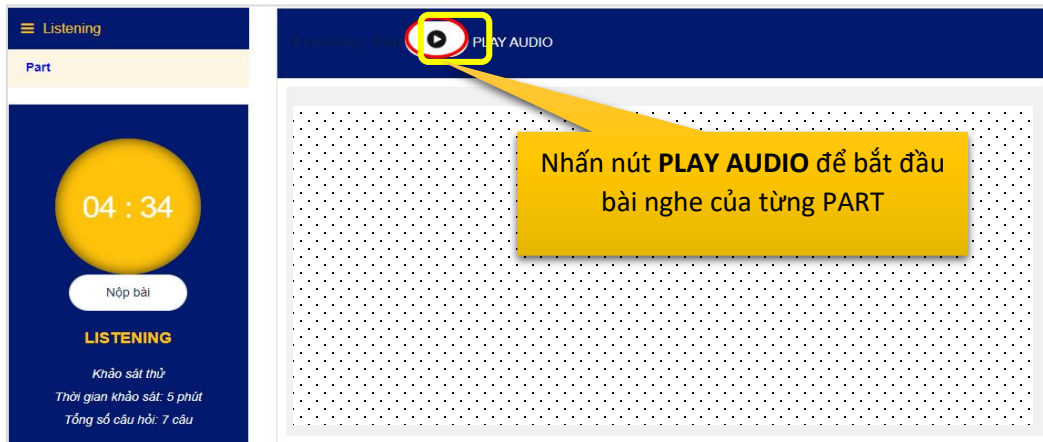 Listening
Part
04 : 34
Nộp bài
LISTENING
Khảo sát thử
Thời gian khảo sát: 5 phút
Tổng số câu hỏi: 7 câu
PLAY AUDIO
Nhấn nút PLAY AUDIO để bắt đầu
bài nghe của từng PART